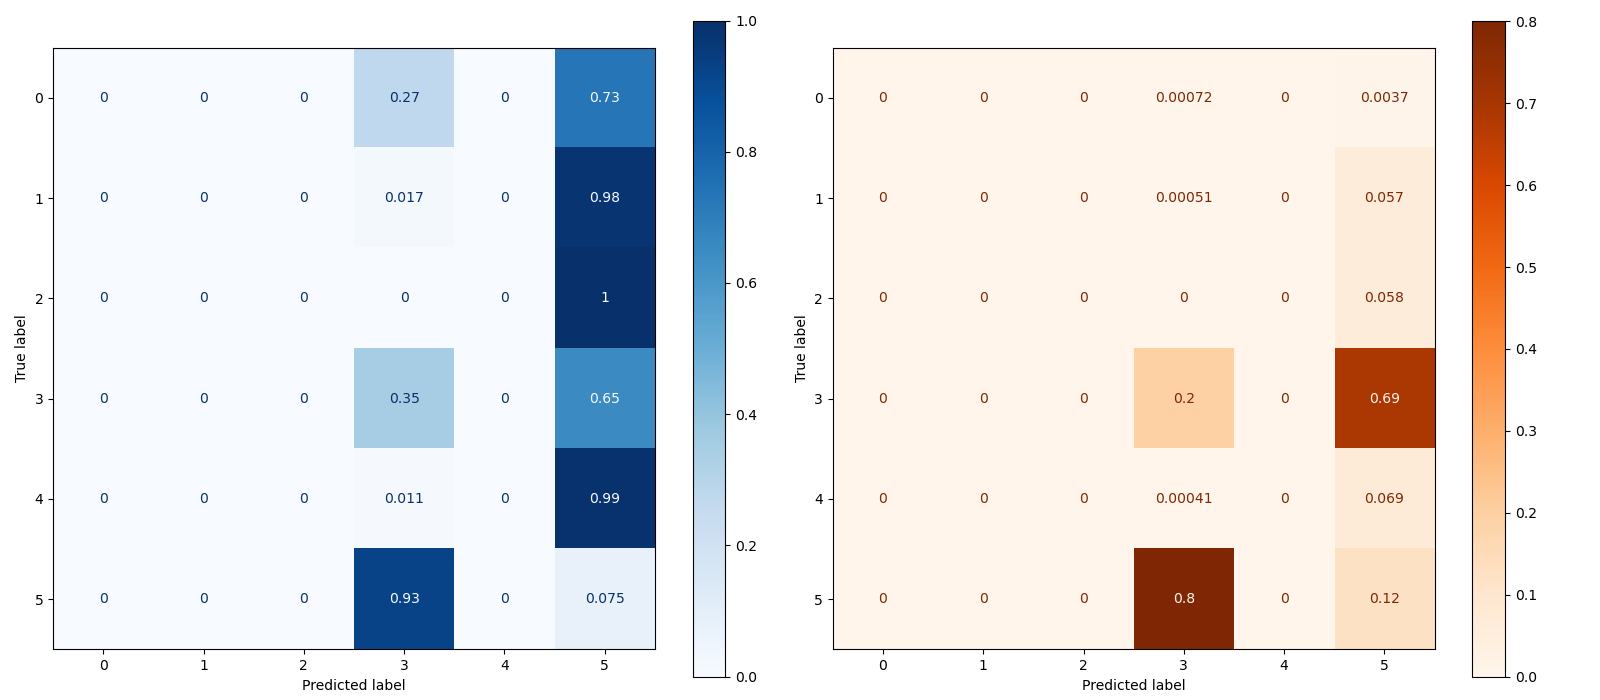 1.0
0.8
0 0 0 0 0.27 0 0.73
0.8
0.7
1 0 0 0 0.017 0 0.98
0.6
2 0 0 0 0 0 1
True label
3 0 0 0 0.35 0 0.65
0.4
4 0 0 0 0.011 0 0.99
0.2
5 0 0 0 0.93 0 0.075
0.0
0 1 2 3 4 5
Predicted label
0 0 0 0 0.00072 0 0.0037
1 0 0 0 0.00051 0 0.057
0.6
0.5
2 0 0 0 0 0 0.058
True label
0.4
3 0 0 0 0.2 0 0.69
0.3
4 0 0 0 0.00041 0 0.069
0.2
0.1
5 0 0 0 0.8 0 0.12
0.0
0 1 2 3 4 5
Predicted label